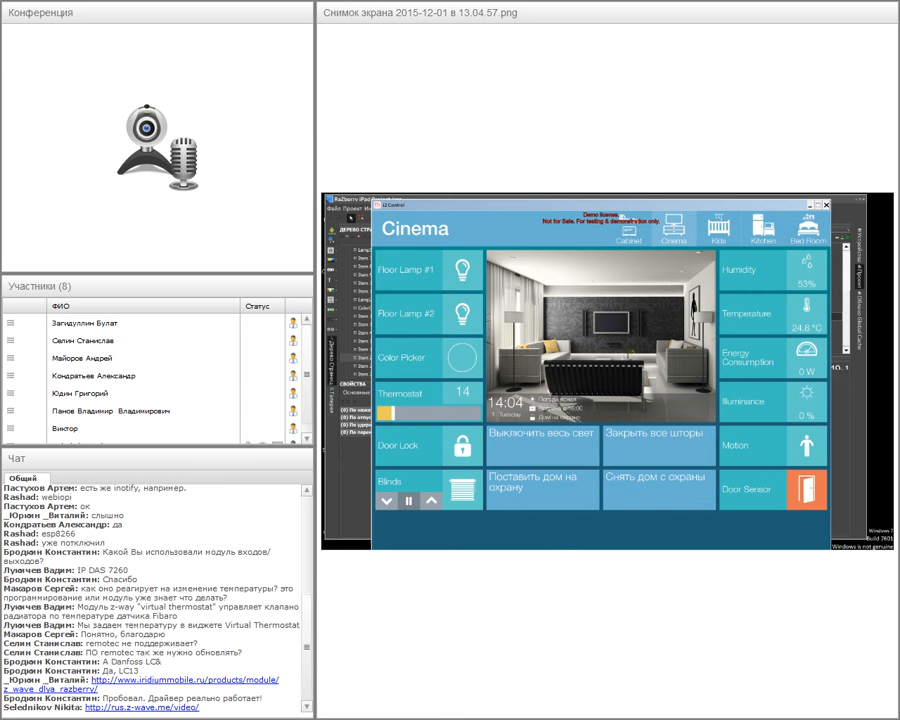 Конференция
Участники (8)
ФИО Статус
Загидуллин Булат
Селин Станислав
Майоров Андрей
Кондратьев Александр
Юдин Григорий
Панов Владимир Владимирович
Виктор
Чат
Общий
Пастухов Артем: есть же inotify, например.
Rashad: webiopi
Пастухов Артем: ок
_Юркин _Виталий: слышно
Кондратьев Александр: да
Rashad: esp8266
Rashad: уже потключил
Бродкин Константин: Какой Вы использовали модуль входов/
выходов?
Лукичев Вадим: IP DAS 7260
Бродкин Константин: Спасибо
Макаров Сергей: как оно реагирует на изменение температуры? это
программирование или модуль уже знает что делать?
Лукичев Вадим: Модуль z-way "virtual thermostat" управляет клапано
радиатора по температуре датчика Fibaro
Лукичев Вадим: Мы задаем температуру в виджете Virtual Thermostat
Макаров Сергей: Понятно, благодарю
Селин Станислав: remotec не поддерживает?
Селин Станислав: ПО remotec так же нужно обновлять?
Бродкин Константин: А Danfoss LC&
Бродкин Константин: Да, LC13
_Юркин _Виталий: http://www.iridiummobile.ru/products/module/
z_wave_dlya_razberry/
Бродкин Константин: Пробовал. Драйвер реально работает!
Selednikov Nikita: http://rus.z-wave.me/video/
Снимок экрана 2015-12-01 в 13.04.57.png
i2 Control
Demo license.
Not for Sale. For testing & demonstration only.
Cinema
Cabinet Cinema Kids Kitchen Bed Room
Floor Lamp #1
Floor Lamp #2
Color Picker
Thermostat 14
Door Lock
Blinds
14:04
1 Tuesday
Выключить весь свет
Закрыть все шторы
Поставить дом на
охрану
Снять дом с охраны
Humidity
53%
Temperature
24.8 °C
Energy
Consumption
0 W
Illuminance
0 %
Motion
Door Sensor
Windows 7
Build 7601
Windows is not genuine